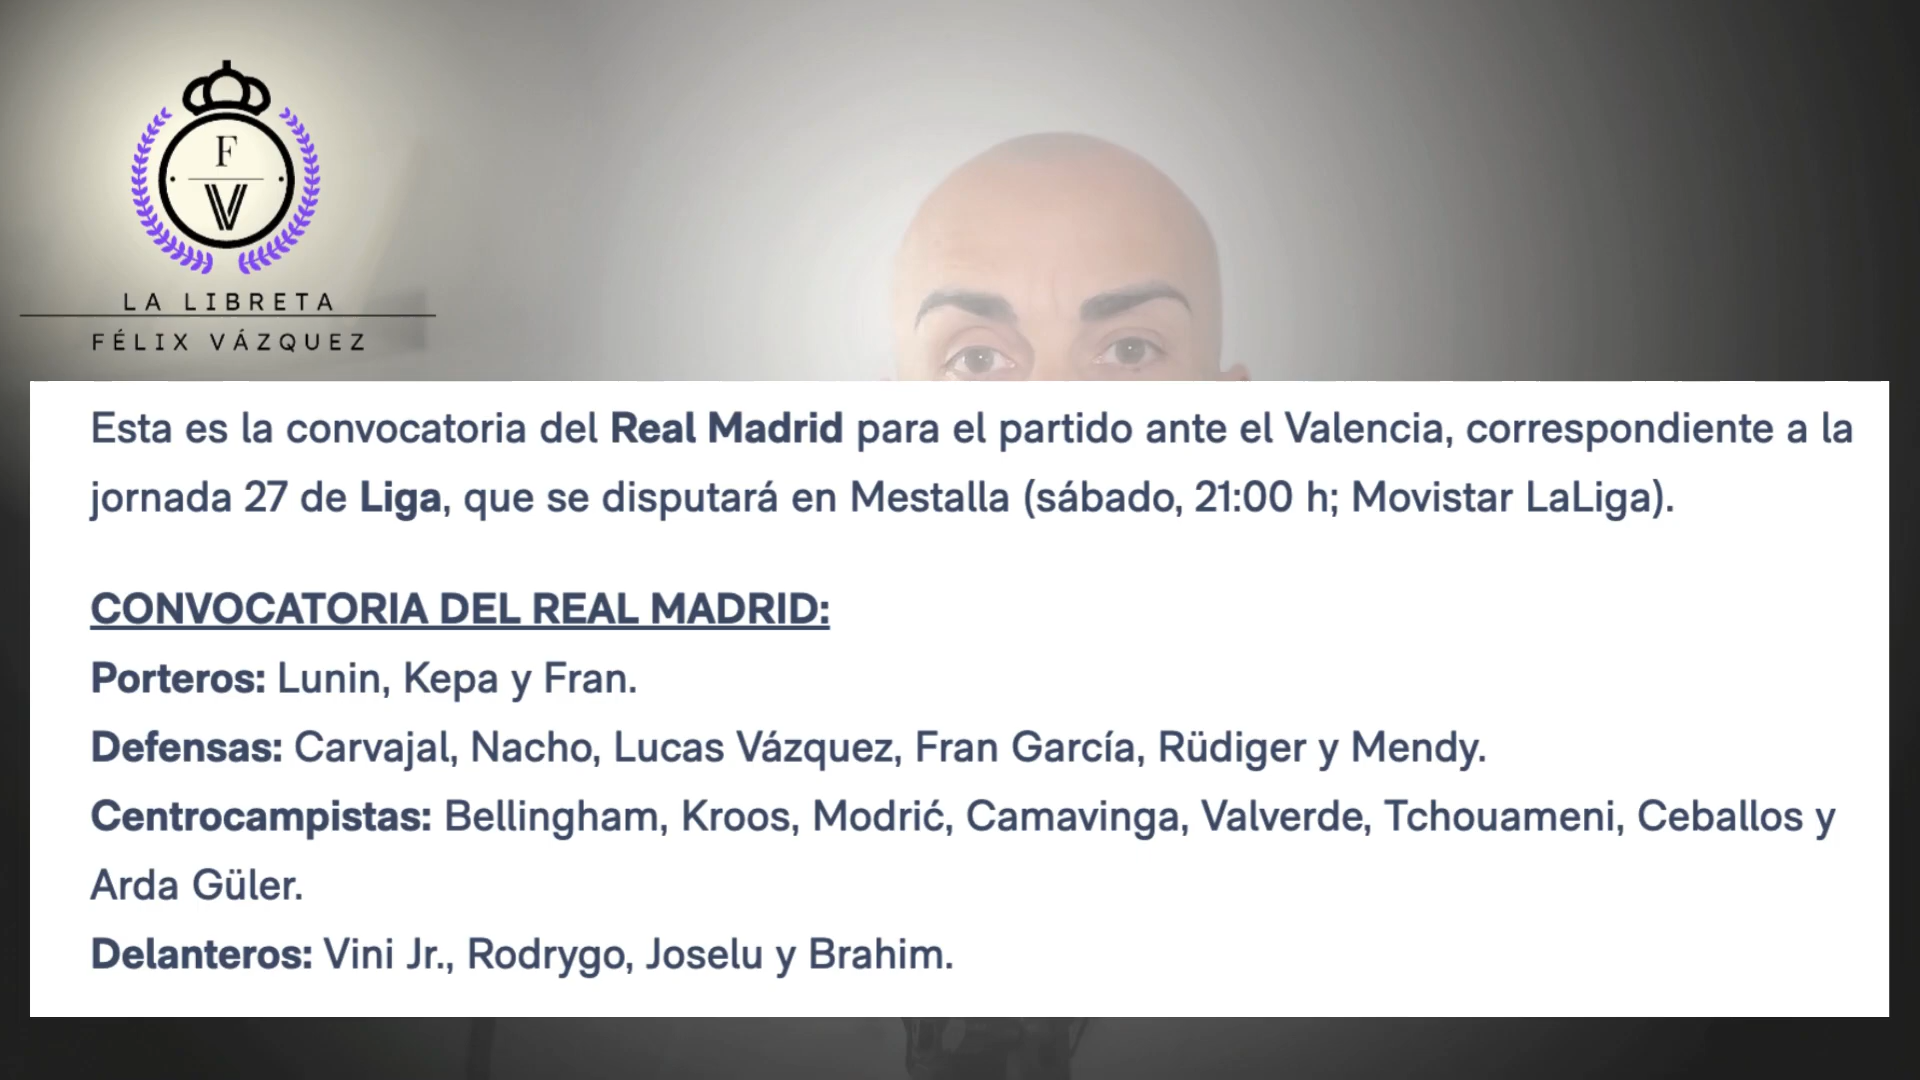 F
V
LA LIBRETA
FÉLIX VÁZQUEZ
Esta es la convocatoria del Real Madrid para el partido ante el Valencia, correspondiente a la
jornada 27 de Liga, que se disputará en Mestalla (sábado, 21:00 h; Movistar LaLiga).
CONVOCATORIA DEL REAL MADRID:
Porteros: Lunin, Kepa y Fran.
Defensas: Carvajal, Nacho, Lucas Vázquez, Fran García, Rüdiger y Mendy.
Centrocampistas: Bellingham, Kroos, Modrić, Camavinga, Valverde, Tchouameni, Ceballos y
Arda Güler.
Delanteros: Vini Jr., Rodrygo, Joselu y Brahim.